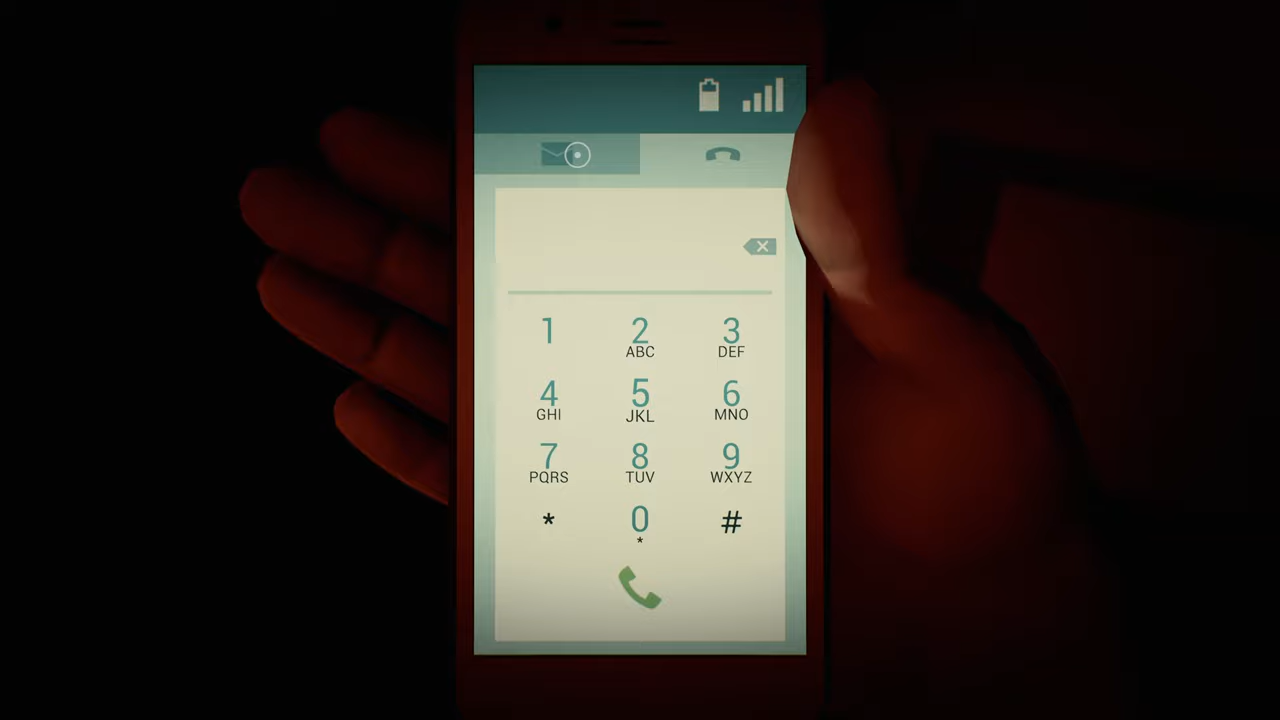 1 2 3
ABC DEF
4 5 6
GHI JKL MNO
7 8 9
PQRS TUV WXYZ
* 0 #
*